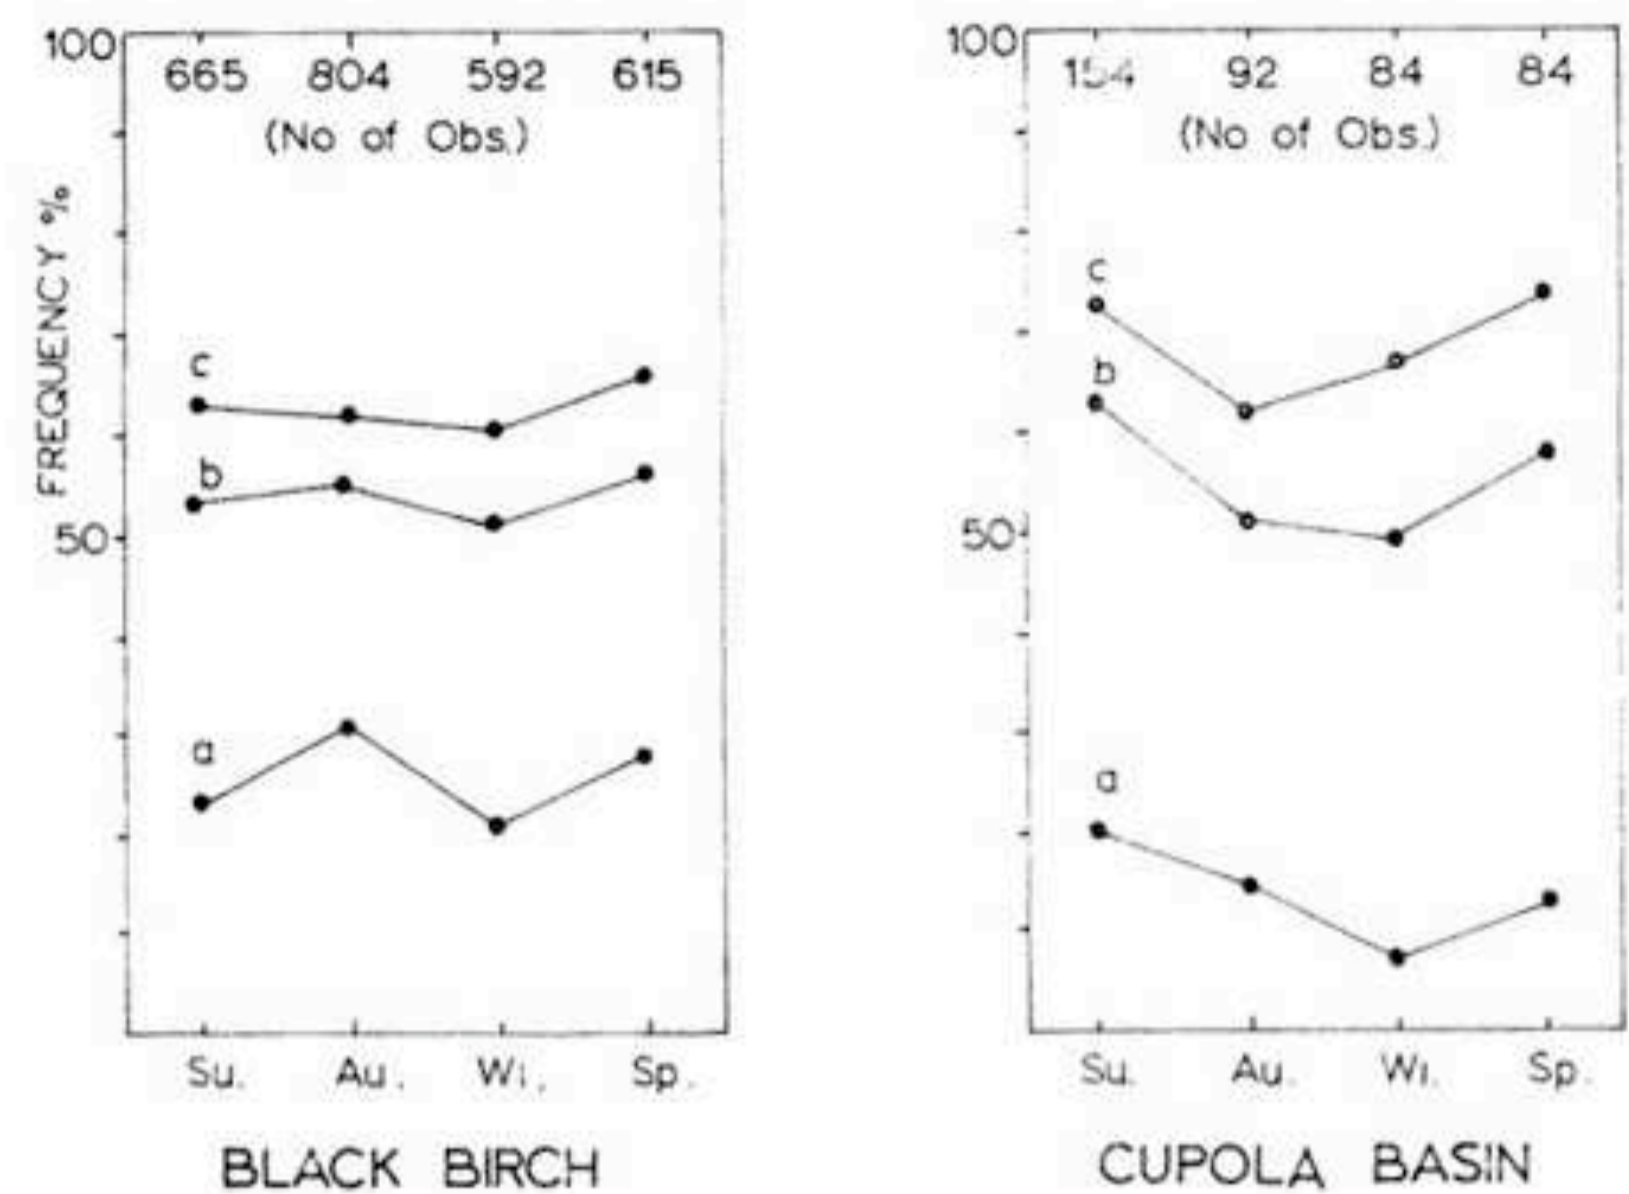 100
665 804 592 615
(No of Obs.)
FREQUENCY %
c
b
50
a
Su. Au. Wi. Sp.
BLACK BIRCH
100
154 92 84 84
(No of Obs.)
c
b
50
a
Su. Au. Wi. Sp.
CUPOLA BASIN